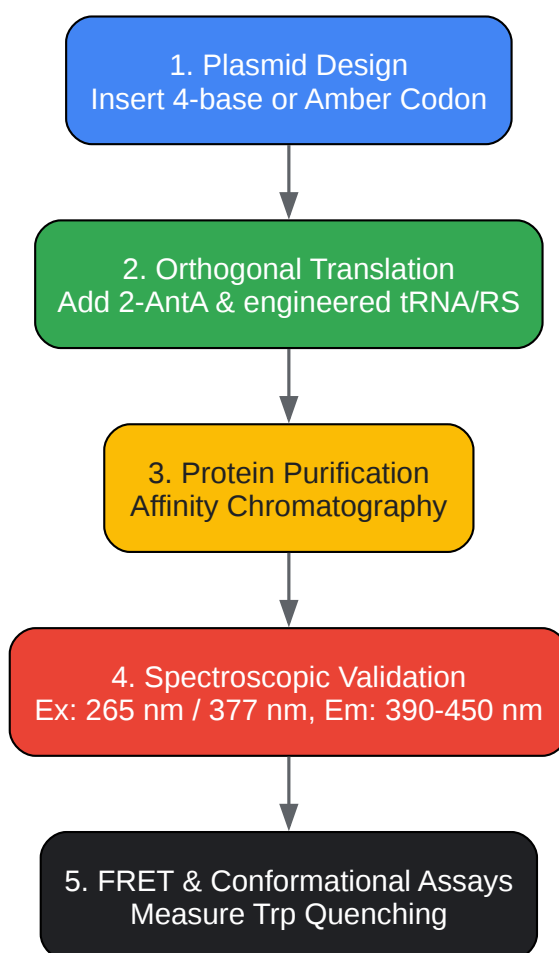 1. Plasmid Design
Insert 4-base or Amber Codon
2. Orthogonal Translation
Add 2-AntA & engineered tRNA/RS
3. Protein Purification
Affinity Chromatography
4. Spectroscopic Validation
Ex: 265 nm / 377 nm, Em: 390-450 nm
5. FRET & Conformational Assays
Measure Trp Quenching